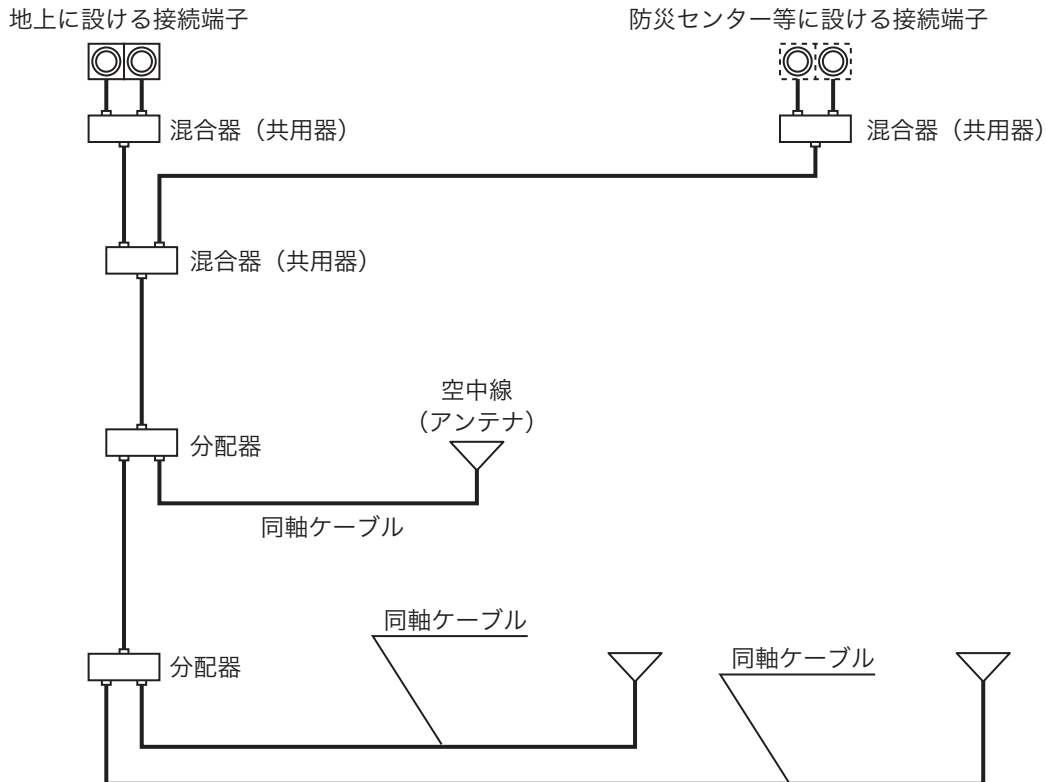 地上に設ける接続端子
防災センター等に設ける接続端子
混合器（共用器）
混合器（共用器）
混合器（共用器）
空中線
（アンテナ）
分配器
同軸ケーブル
同軸ケーブル
同軸ケーブル
分配器